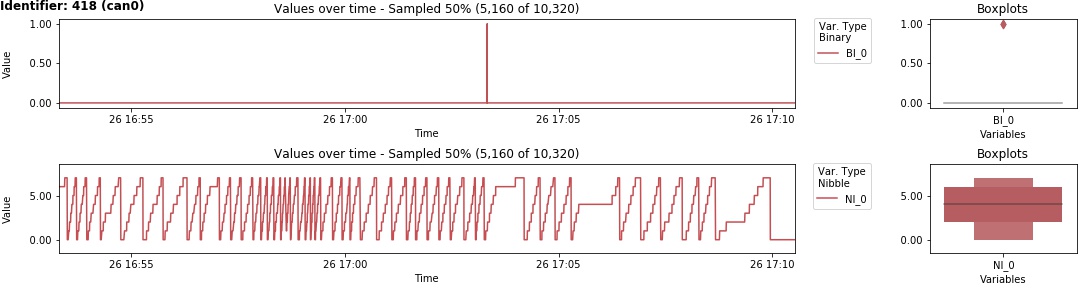 Identifier: 418 (can0)
Values over time - Sampled 50% (5,160 of 10,320)
Boxplots
1.00
0.50
0.00
Value
26 16:55
26 17:00
26 17:05
26 17:10
Time
Var. Type
Binary
BI_0
1.00
0.50
0.00
BI_0
Variables
Values over time - Sampled 50% (5,160 of 10,320)
Boxplots
5.00
0.00
Value
26 16:55
26 17:00
26 17:05
26 17:10
Time
Var. Type
Nibble
NI_0
5.00
0.00
NI_0
Variables